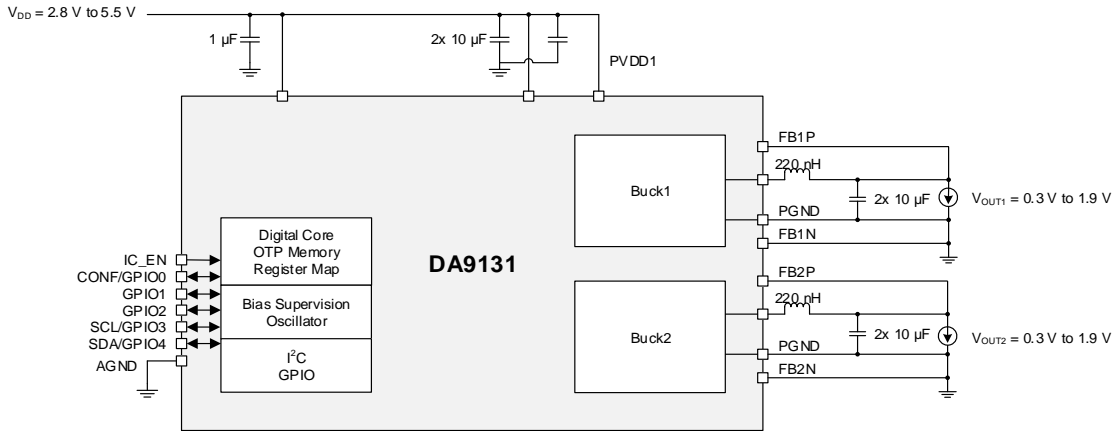 V_DD = 2.8 V to 5.5 V
1 µF
2x 10 µF
PVDD1
FB1P
220 nH
Buck1
2x 10 µF
V_OUT1 = 0.3 V to 1.9 V
PGND
FB1N
Digital Core
OTP Memory
Register Map
DA9131
IC_EN
CONF/GPIO0
GPIO1
GPIO2
SCL/GPIO3
SDA/GPIO4
AGND
Bias Supervision
Oscillator
I²C
GPIO
FB2P
220 nH
Buck2
2x 10 µF
V_OUT2 = 0.3 V to 1.9 V
PGND
FB2N